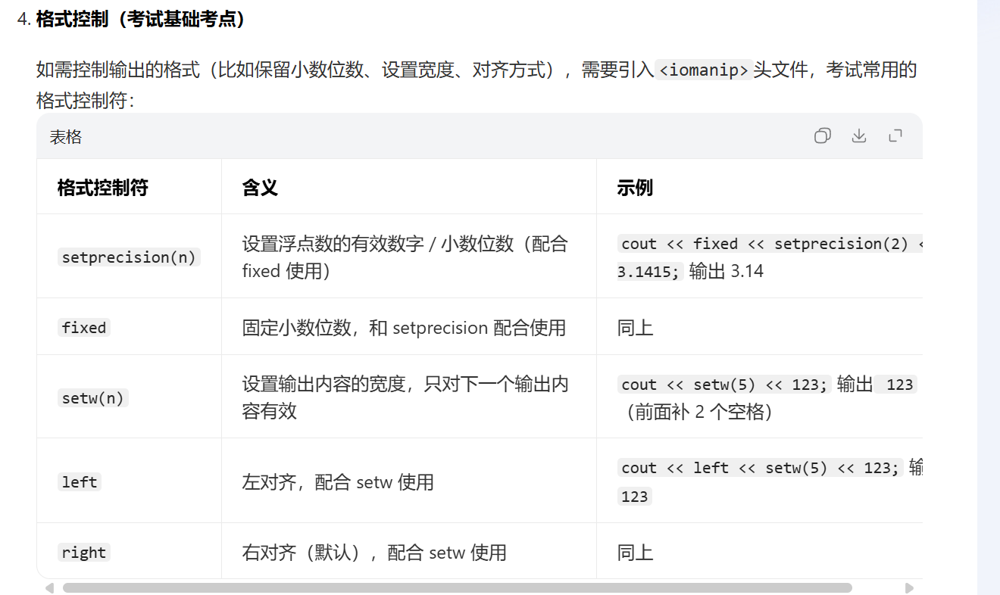 4. 格式控制（考试基础考点）
如需控制输出的格式（比如保留小数位数、设置宽度、对齐方式），需要引入<iomanip>头文件，考试常用的
格式控制符：
表格
格式控制符 含义 示例
setprecision(n) 设置浮点数的有效数字 / 小数位数（配合
fixed 使用） cout << fixed << setprecision(2) <
3.1415; 输出 3.14
fixed 固定小数位数，和 setprecision 配合使用 同上
setw(n) 设置输出内容的宽度，只对下一个输出内
容有效 cout << setw(5) << 123; 输出 123
（前面补 2 个空格）
left 左对齐，配合 setw 使用 cout << left << setw(5) << 123; 输
123
right 右对齐（默认），配合 setw 使用 同上